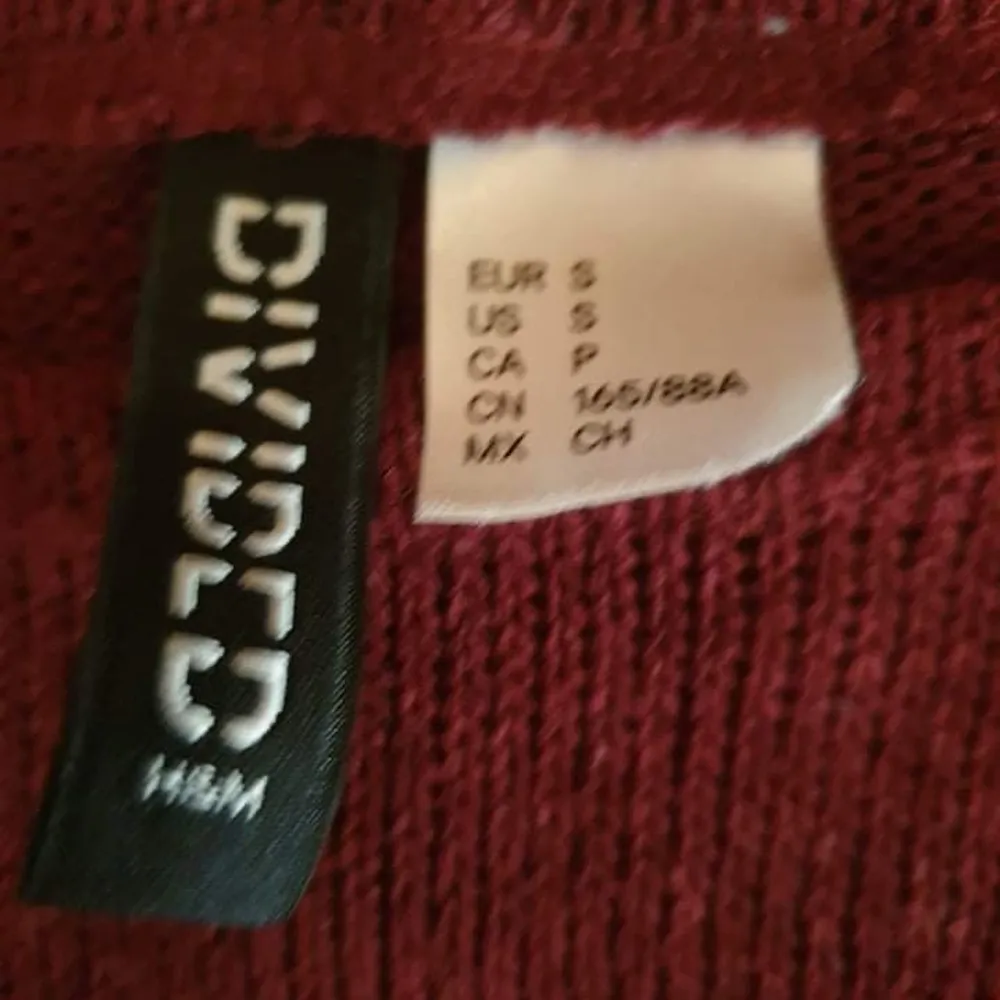 DIVIDED
H&M
EUR S
US S
CA P
CN 165/88A
MX CH